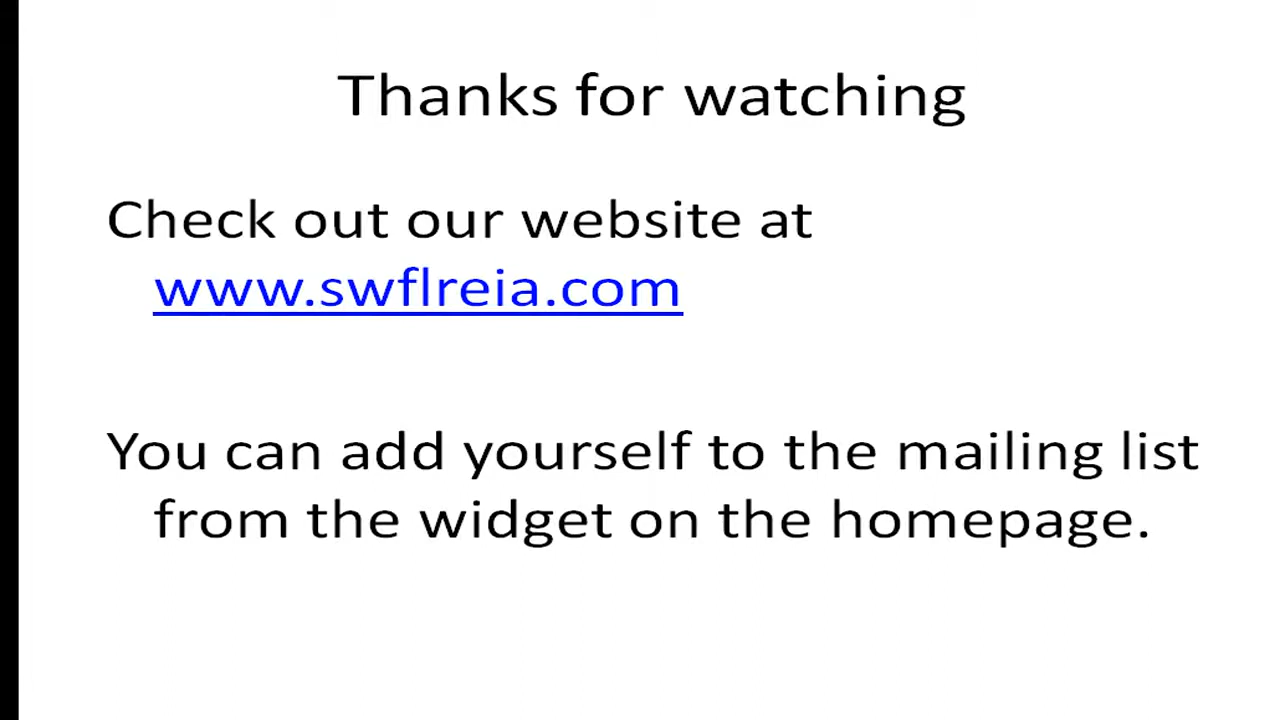 Thanks for watching
Check out our website at
www.swflreia.com
You can add yourself to the mailing list
from the widget on the homepage.